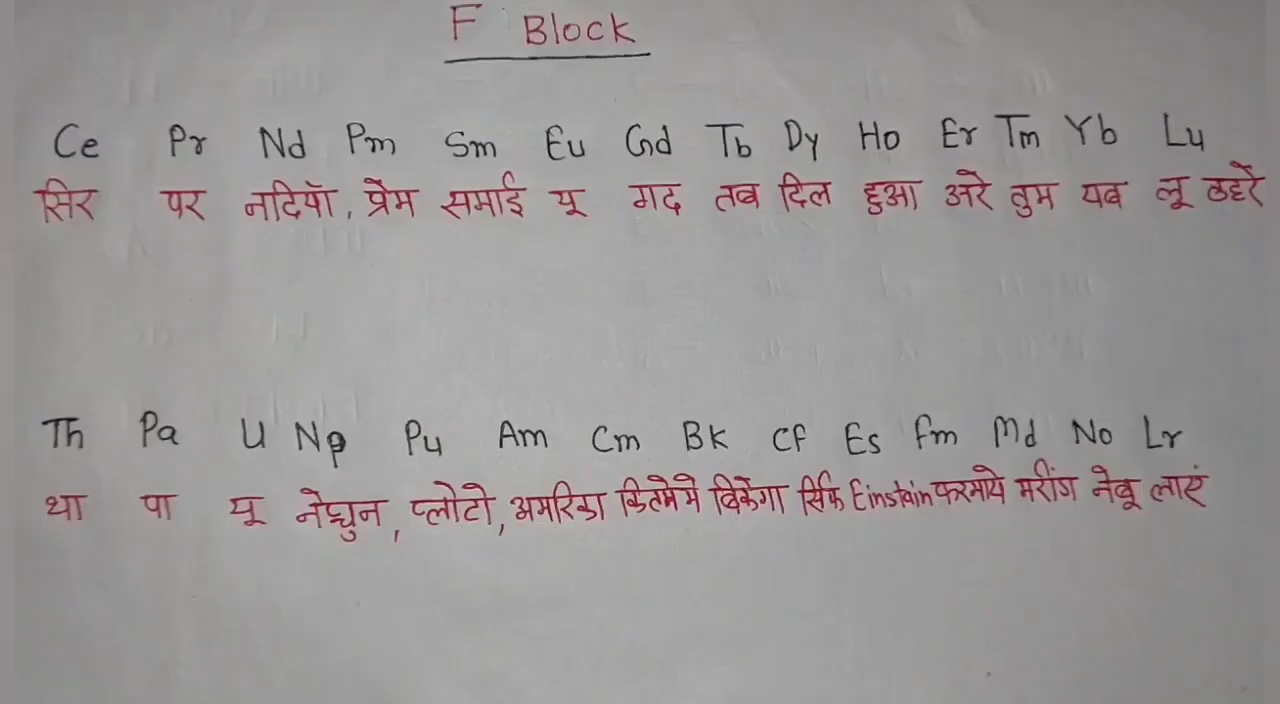 F Block
Ce Pr Nd Pm Sm Eu Gd Tb Dy Ho Er Tm Yb Lu
सिर पर नदियाँ, प्रेम समाई यू गद तब दिल हुआ अरे तुम यब लू ठहरे
Th Pa U Np Pu Am Cm Bk Cf Es Fm Md No Lr
था पा यू नेप्चुन, प्लोटो, अमरिका कितनेमे बिकेगा सिर्फ Einstain फरमाये मरींग नेबू लाएं